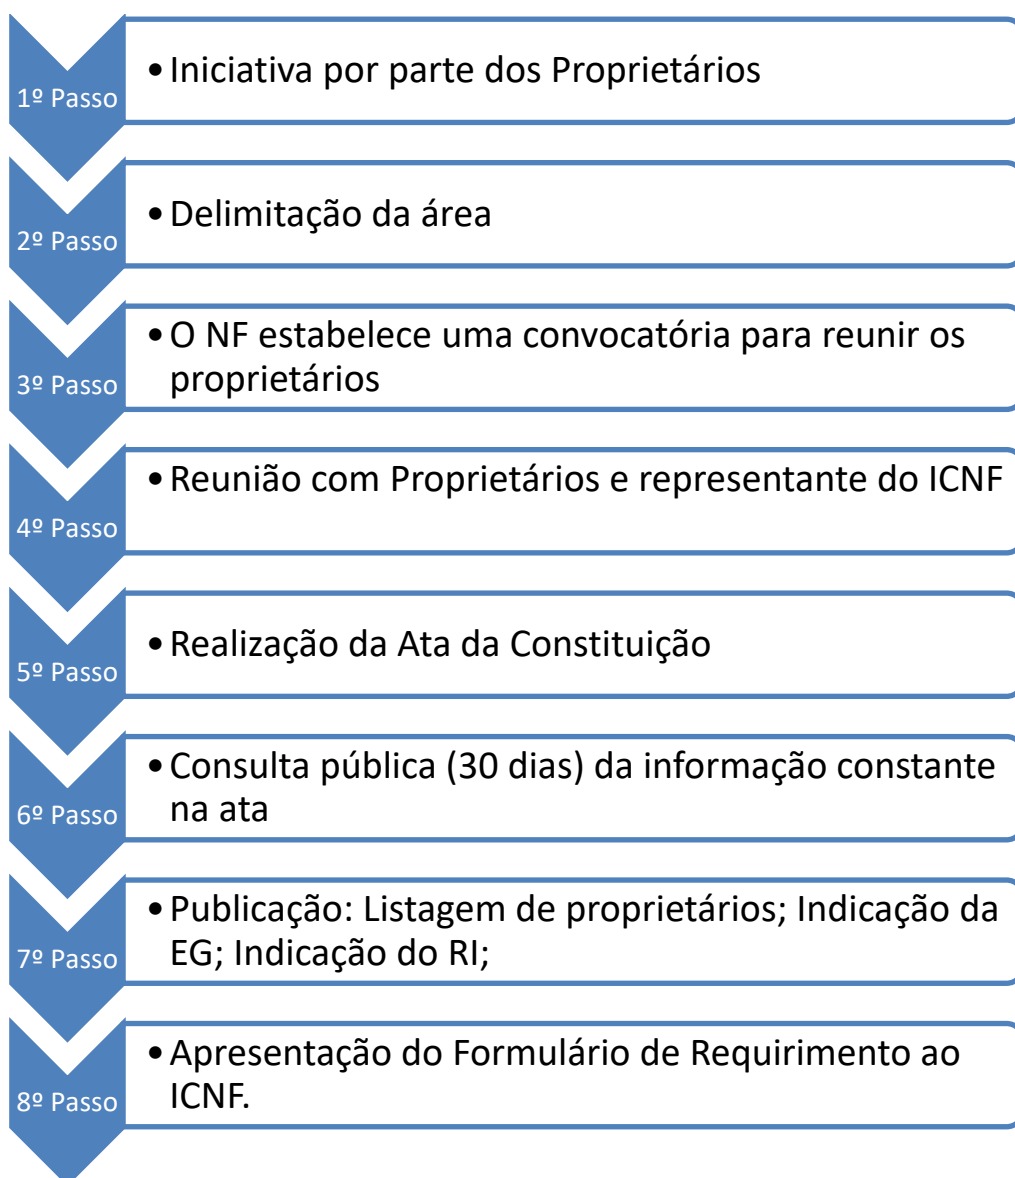 1º Passo
• Iniciativa por parte dos Proprietários
2º Passo
• Delimitação da área
3º Passo
• O NF estabelece uma convocatória para reunir os
proprietários
4º Passo
• Reunião com Proprietários e representante do ICNF
5º Passo
• Realização da Ata da Constituição
6º Passo
• Consulta pública (30 dias) da informação constante
na ata
7º Passo
• Publicação: Listagem de proprietários; Indicação da
EG; Indicação do RI;
8º Passo
• Apresentação do Formulário de Requirimento ao
ICNF.